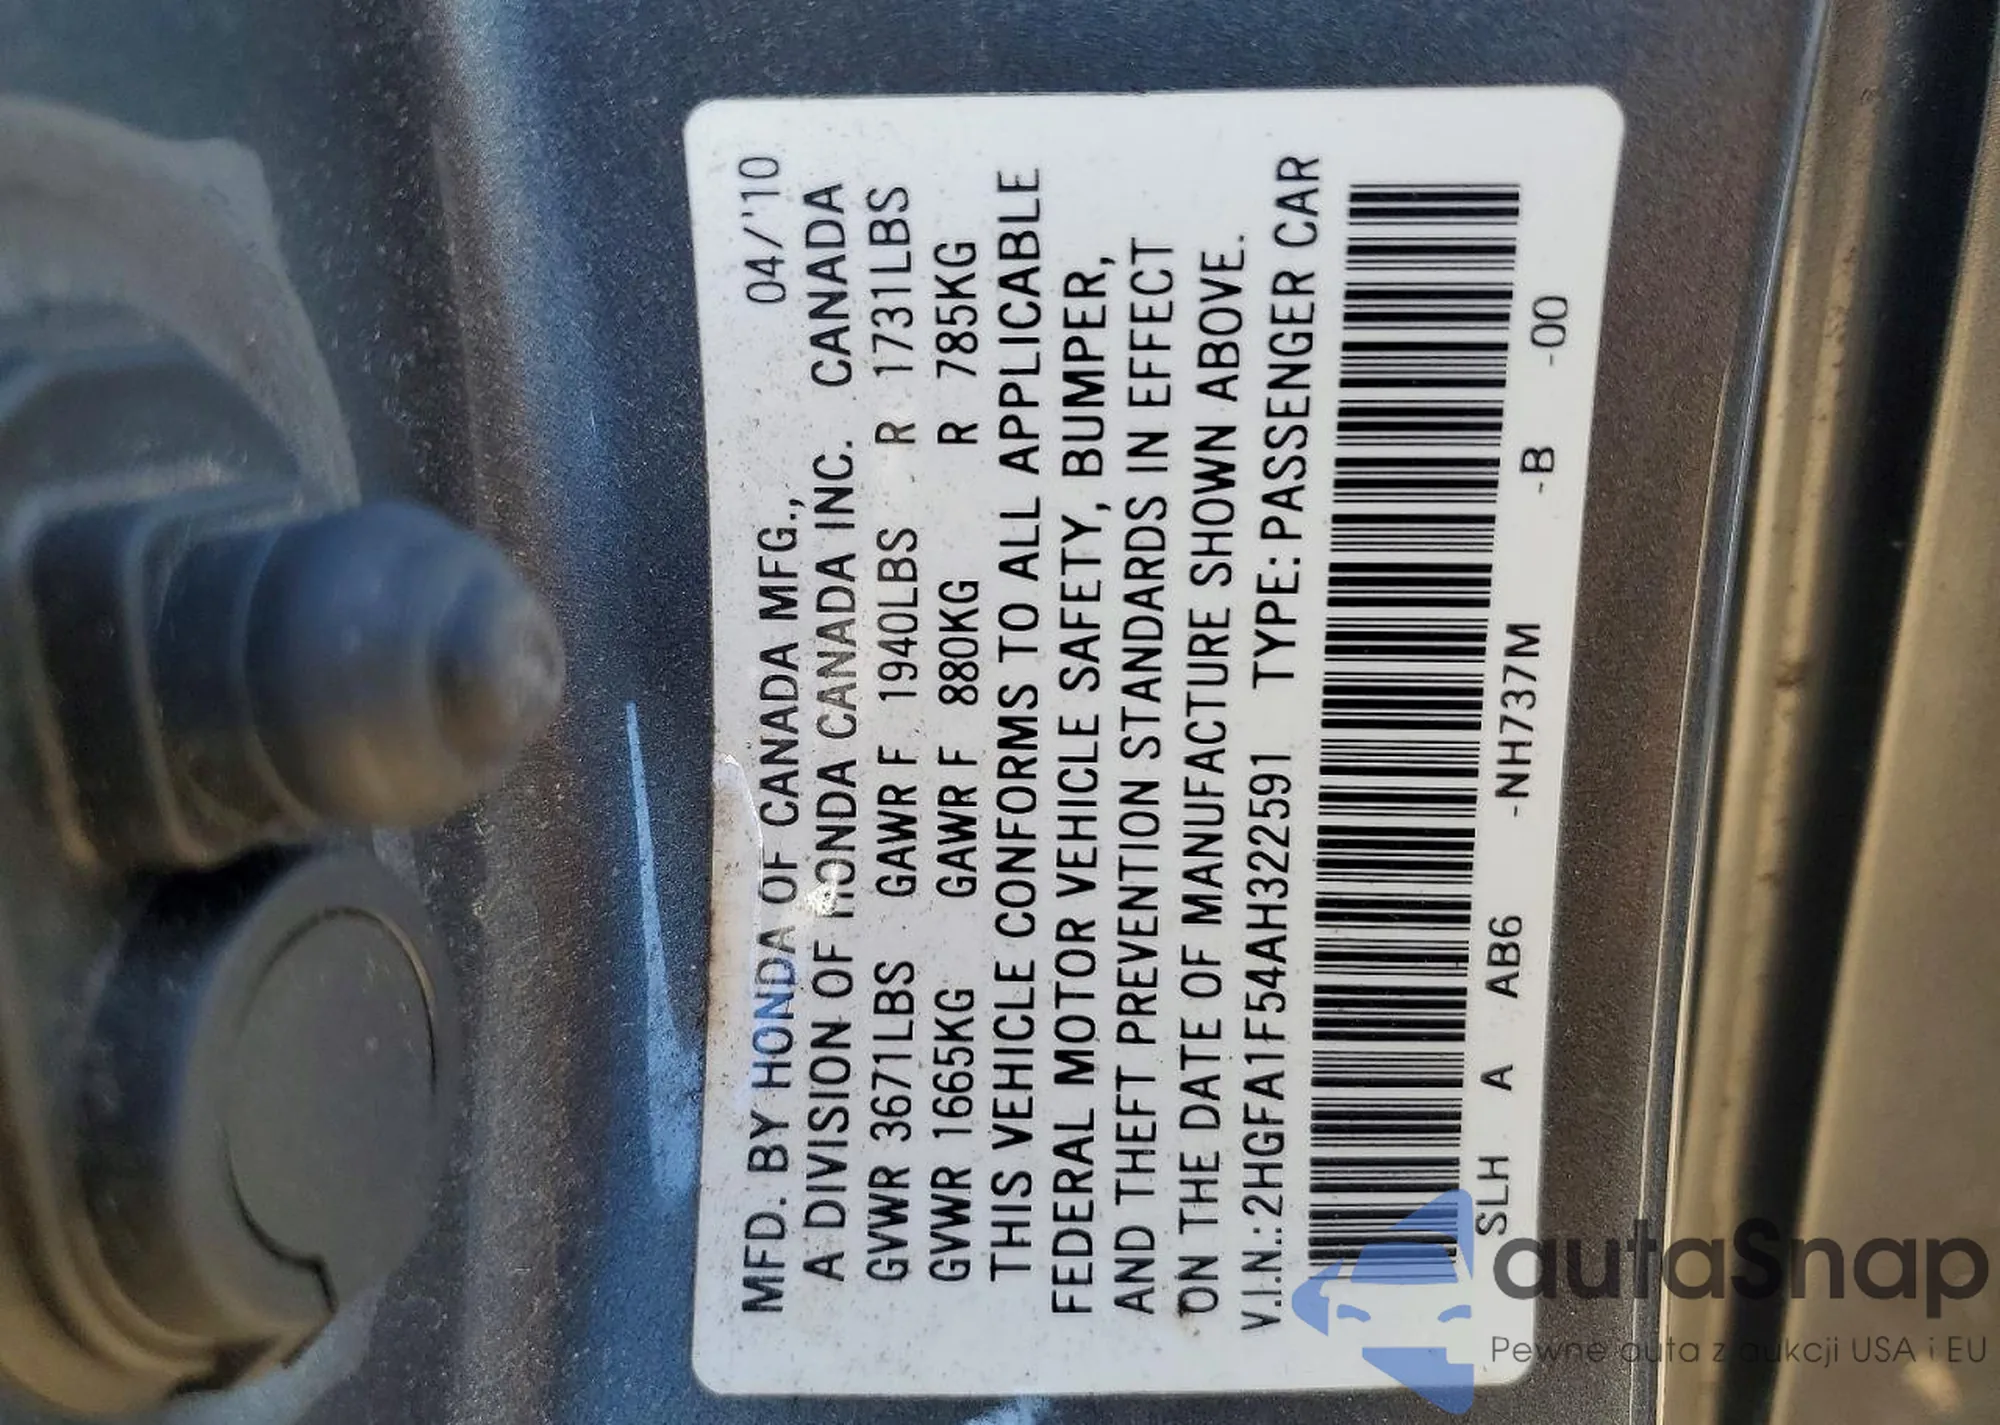 04/'10
MFD. BY HONDA OF CANADA MFG.,
A DIVISION OF HONDA CANADA INC. CANADA
GVWR 3671LBS GAWR F 1940LBS R 1731LBS
GVWR 1665KG GAWR F 880KG R 785KG
THIS VEHICLE CONFORMS TO ALL APPLICABLE
FEDERAL MOTOR VEHICLE SAFETY, BUMPER,
AND THEFT PREVENTION STANDARDS IN EFFECT
ON THE DATE OF MANUFACTURE SHOWN ABOVE.
V.I.N.:2HGFA1F54AH322591 TYPE:PASSENGER CAR
SLH A AB6 -NH737M -B -00
autaSnap
Pewne auta z aukcji USA i EU